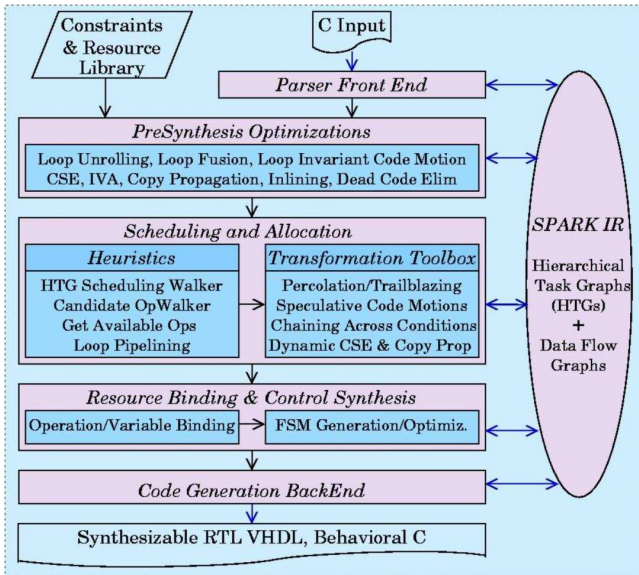 Constraints
& Resource
Library
C Input
Parser Front End
PreSynthesis Optimizations
Loop Unrolling, Loop Fusion, Loop Invariant Code Motion
CSE, IVA, Copy Propagation, Inlining, Dead Code Elim
Scheduling and Allocation
Heuristics
HTG Scheduling Walker
Candidate OpWalker
Get Available Ops
Loop Pipelining
Transformation Toolbox
Percolation/Trailblazing
Speculative Code Motions
Chaining Across Conditions
Dynamic CSE & Copy Prop
Resource Binding & Control Synthesis
Operation/Variable Binding
FSM Generation/Optimiz.
Code Generation BackEnd
Synthesizable RTL VHDL, Behavioral C
SPARK IR
Hierarchical
Task Graphs
(HTGs)
+
Data Flow
Graphs